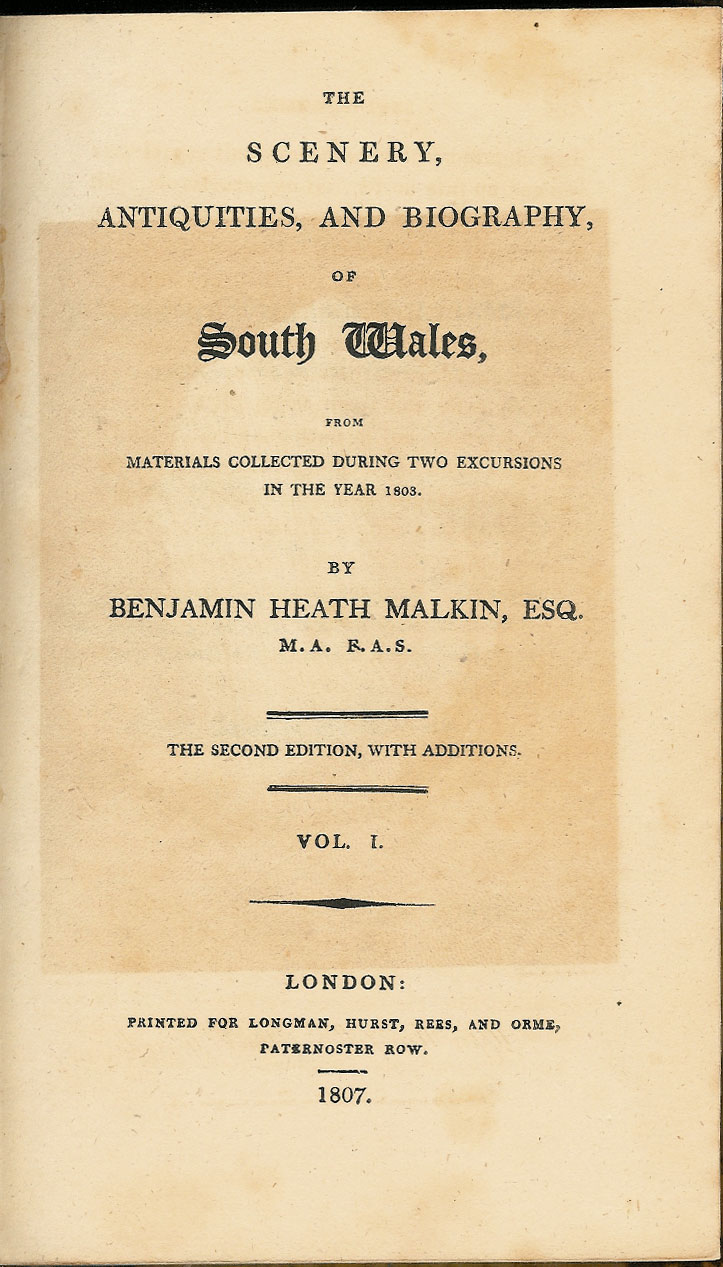 THE
SCENERY,
ANTIQUITIES, AND BIOGRAPHY,
OF
South Wales,
FROM
MATERIALS COLLECTED DURING TWO EXCURSIONS
IN THE YEAR 1803.
BY
BENJAMIN HEATH MALKIN, ESQ.
M.A. F.A.S.
THE SECOND EDITION, WITH ADDITIONS.
VOL. I.
LONDON:
PRINTED FOR LONGMAN, HURST, REES, AND ORME,
PATERNOSTER ROW.
1807.